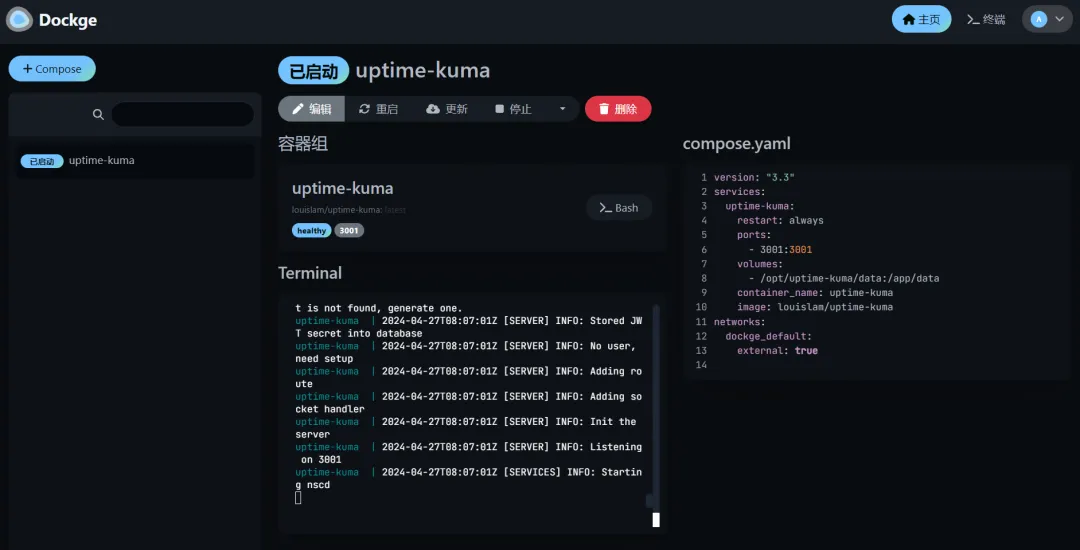 Dockge
主页
终端
A
Compose
已启动 uptime-kuma
已启动 uptime-kuma
编辑 重启 更新 停止 删除
容器组
uptime-kuma
louislam/uptime-kuma: latest
healthy 3001
Bash
Terminal
t is not found, generate one.
uptime-kuma | 2024-04-27T08:07:01Z [SERVER] INFO: Stored JW
T secret into database
uptime-kuma | 2024-04-27T08:07:01Z [SERVER] INFO: No user,
need setup
uptime-kuma | 2024-04-27T08:07:01Z [SERVER] INFO: Adding ro
ute
uptime-kuma | 2024-04-27T08:07:01Z [SERVER] INFO: Adding so
cket handler
uptime-kuma | 2024-04-27T08:07:01Z [SERVER] INFO: Init the
server
uptime-kuma | 2024-04-27T08:07:01Z [SERVER] INFO: Listening
on 3001
uptime-kuma | 2024-04-27T08:07:01Z [SERVICES] INFO: Startin
g nscd
compose.yaml
1 version: "3.3"
2 services:
3   uptime-kuma:
4     restart: always
5     ports:
6       - 3001:3001
7     volumes:
8       - /opt/uptime-kuma/data:/app/data
9     container_name: uptime-kuma
10     image: louislam/uptime-kuma
11 networks:
12   dockge_default:
13     external: true
14